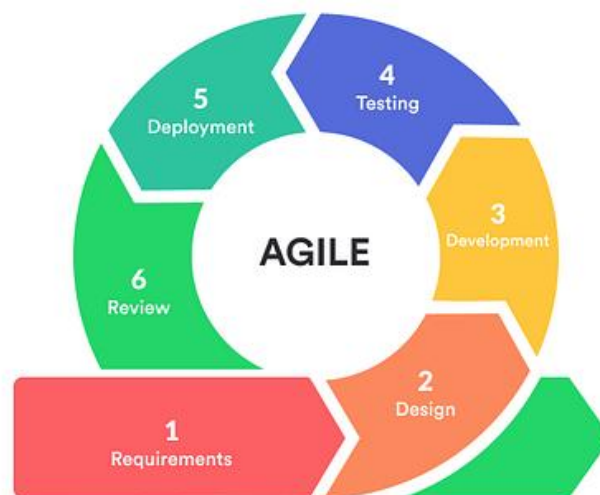 4
Testing
5
Deployment
3
Development
AGILE
6
Review
2
Design
1
Requirements